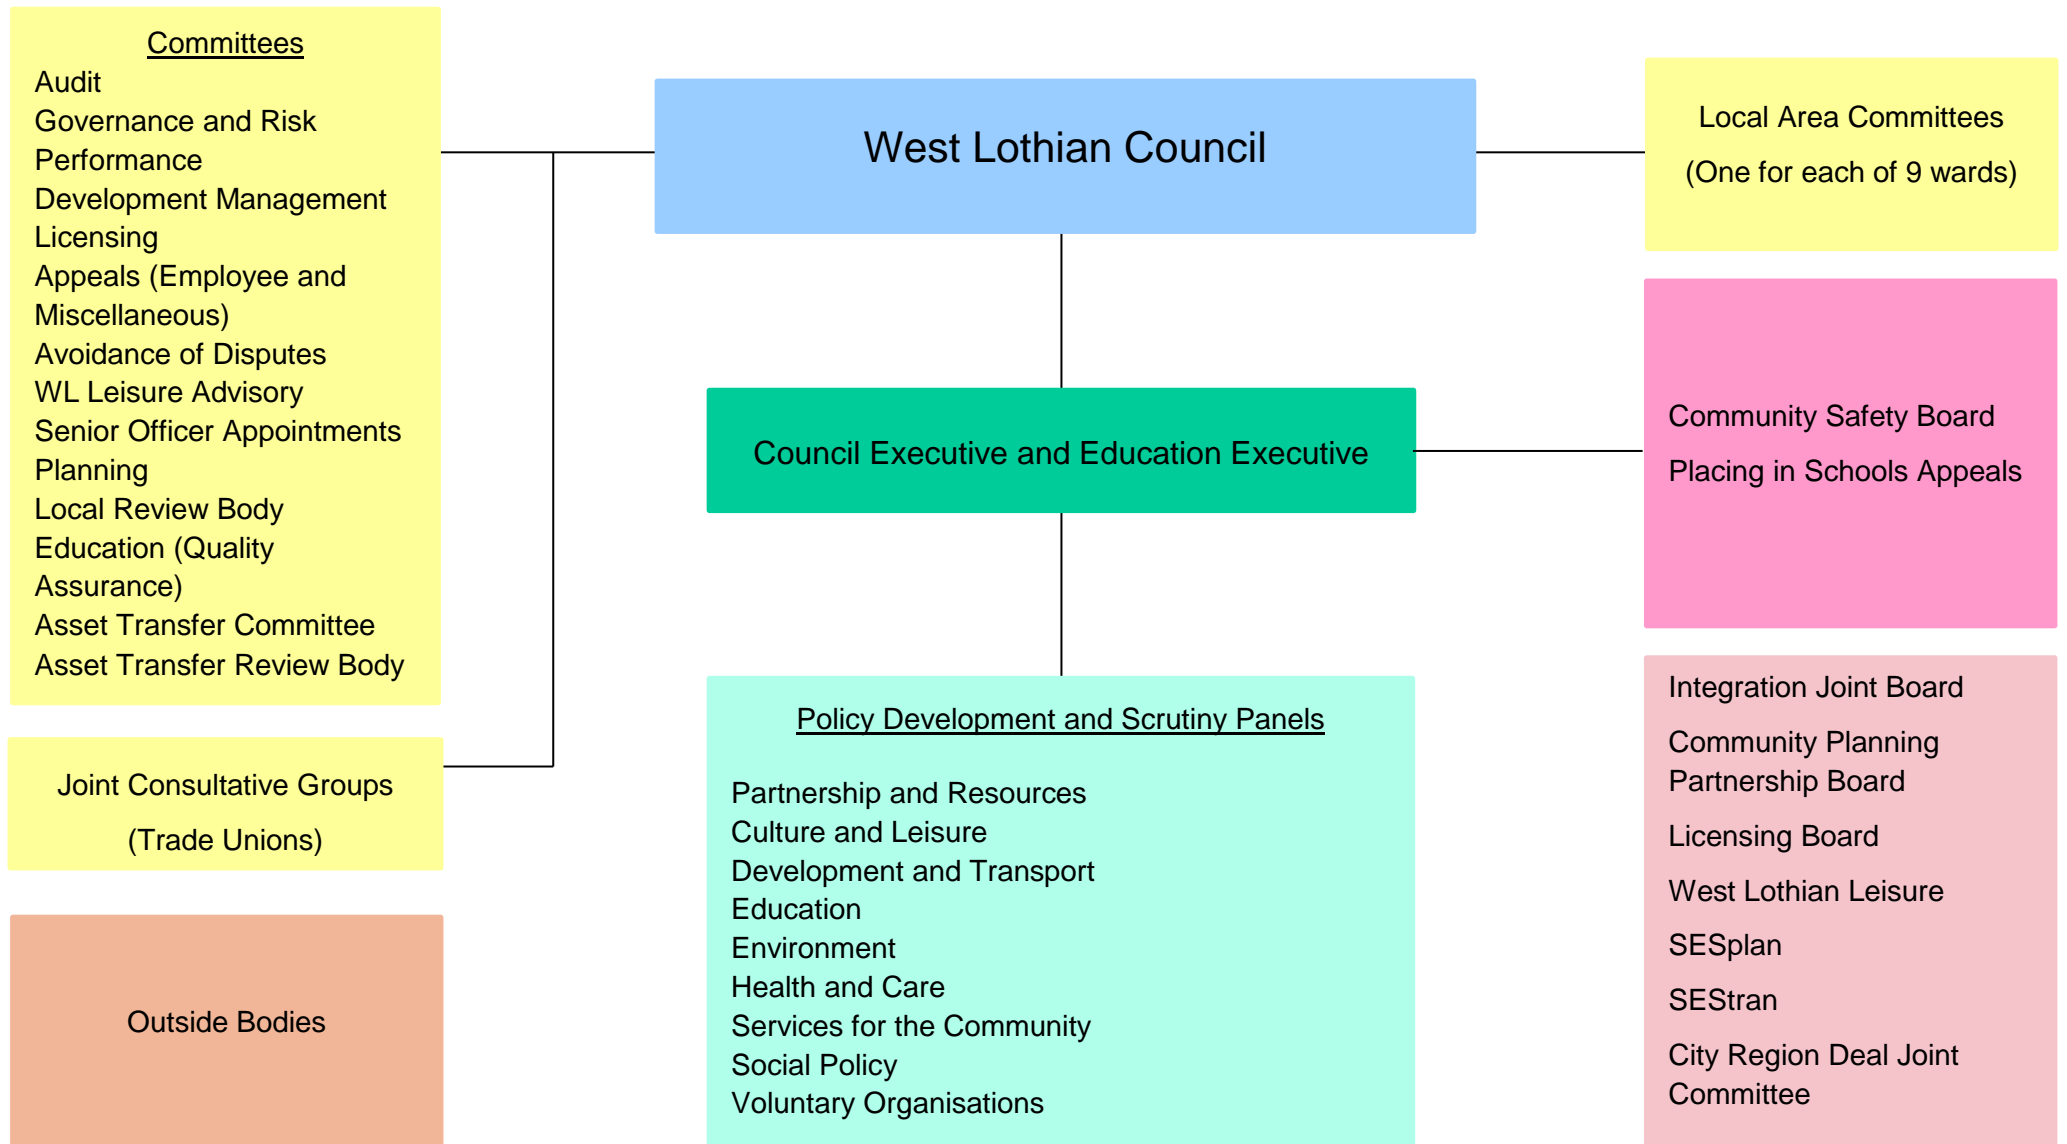 Committees
Audit
Governance and Risk
Performance
Development Management
Licensing
Appeals (Employee and
Miscellaneous)
Avoidance of Disputes
WL Leisure Advisory
Senior Officer Appointments
Planning
Local Review Body
Education (Quality
Assurance)
Asset Transfer Committee
Asset Transfer Review Body
Joint Consultative Groups
(Trade Unions)
Outside Bodies
West Lothian Council
Council Executive and Education Executive
Policy Development and Scrutiny Panels
Partnership and Resources
Culture and Leisure
Development and Transport
Education
Environment
Health and Care
Services for the Community
Social Policy
Voluntary Organisations
Local Area Committees
(One for each of 9 wards)
Community Safety Board
Placing in Schools Appeals
Integration Joint Board
Community Planning
Partnership Board
Licensing Board
West Lothian Leisure
SESplan
SEStran
City Region Deal Joint
Committee